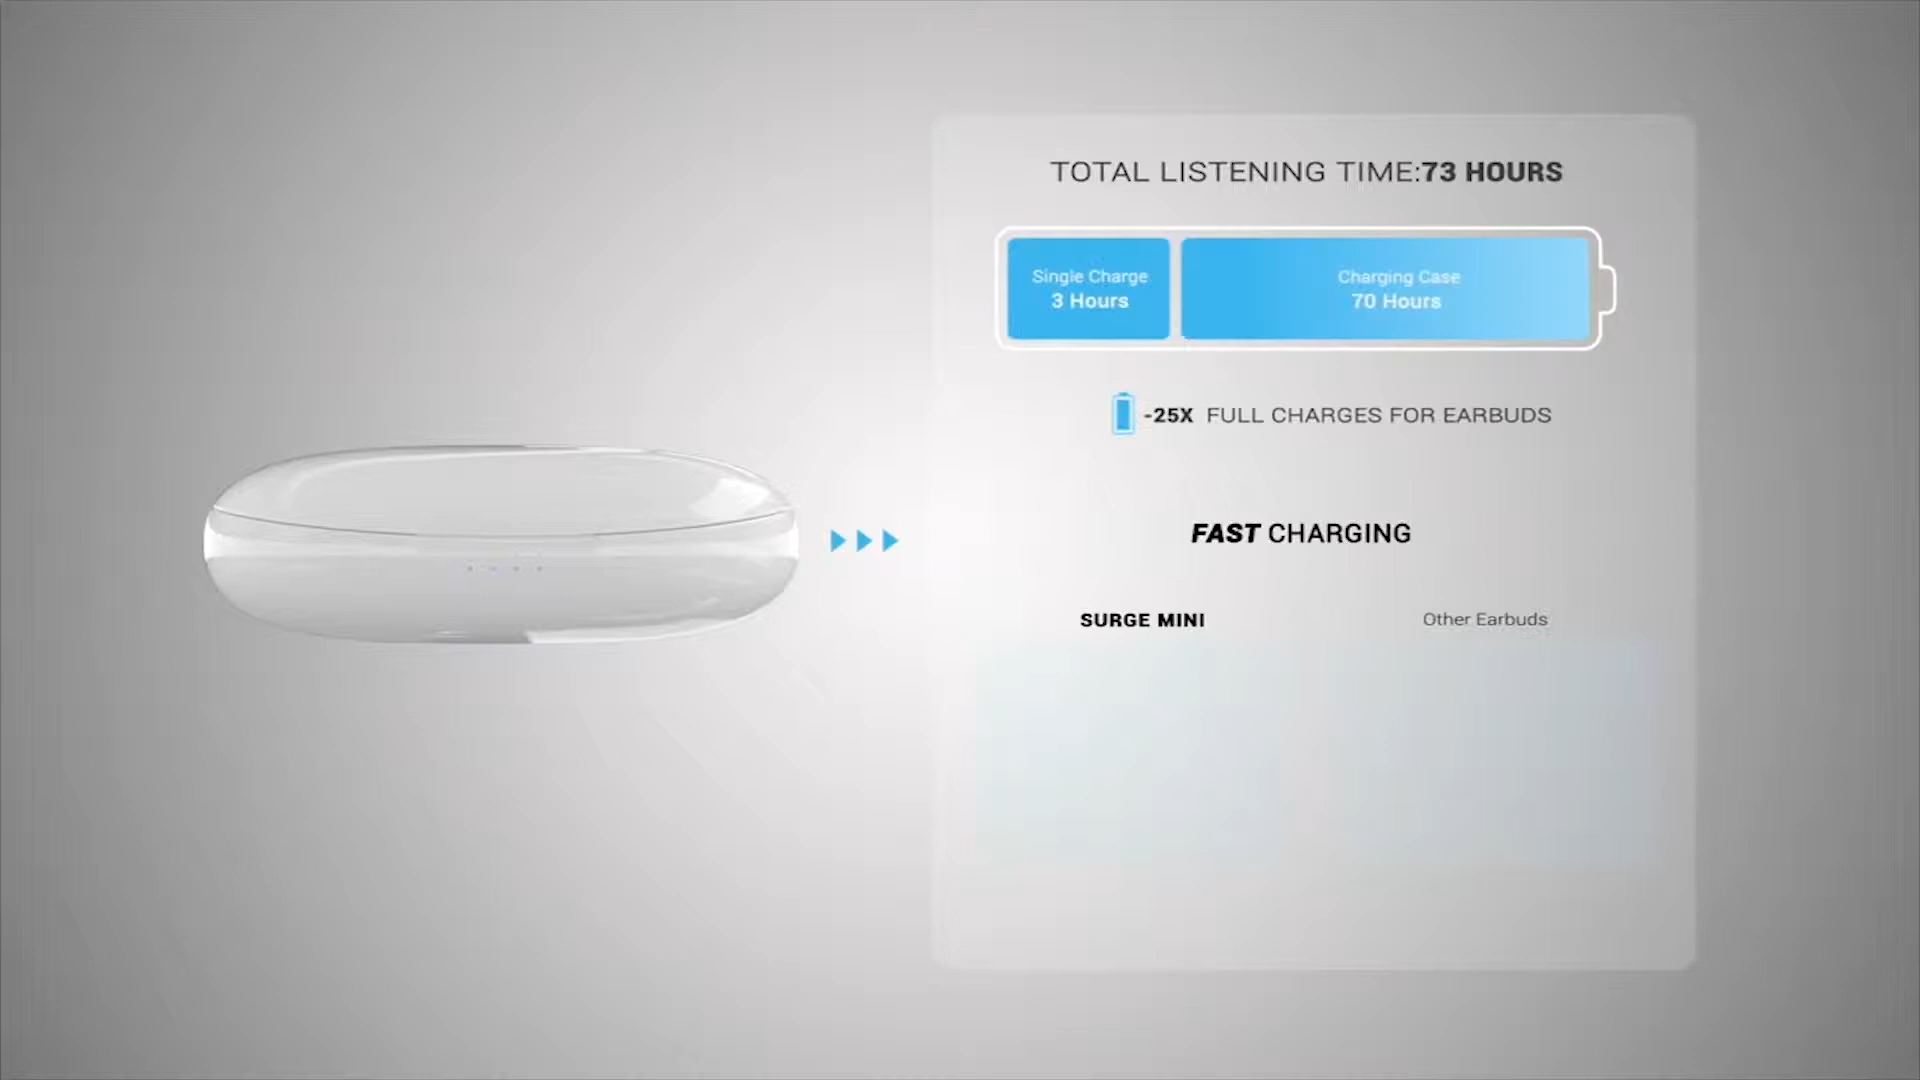 TOTAL LISTENING TIME:73 HOURS
Single Charge
3 Hours
Charging Case
70 Hours
-25X FULL CHARGES FOR EARBUDS
FAST CHARGING
SURGE MINI
Other Earbuds